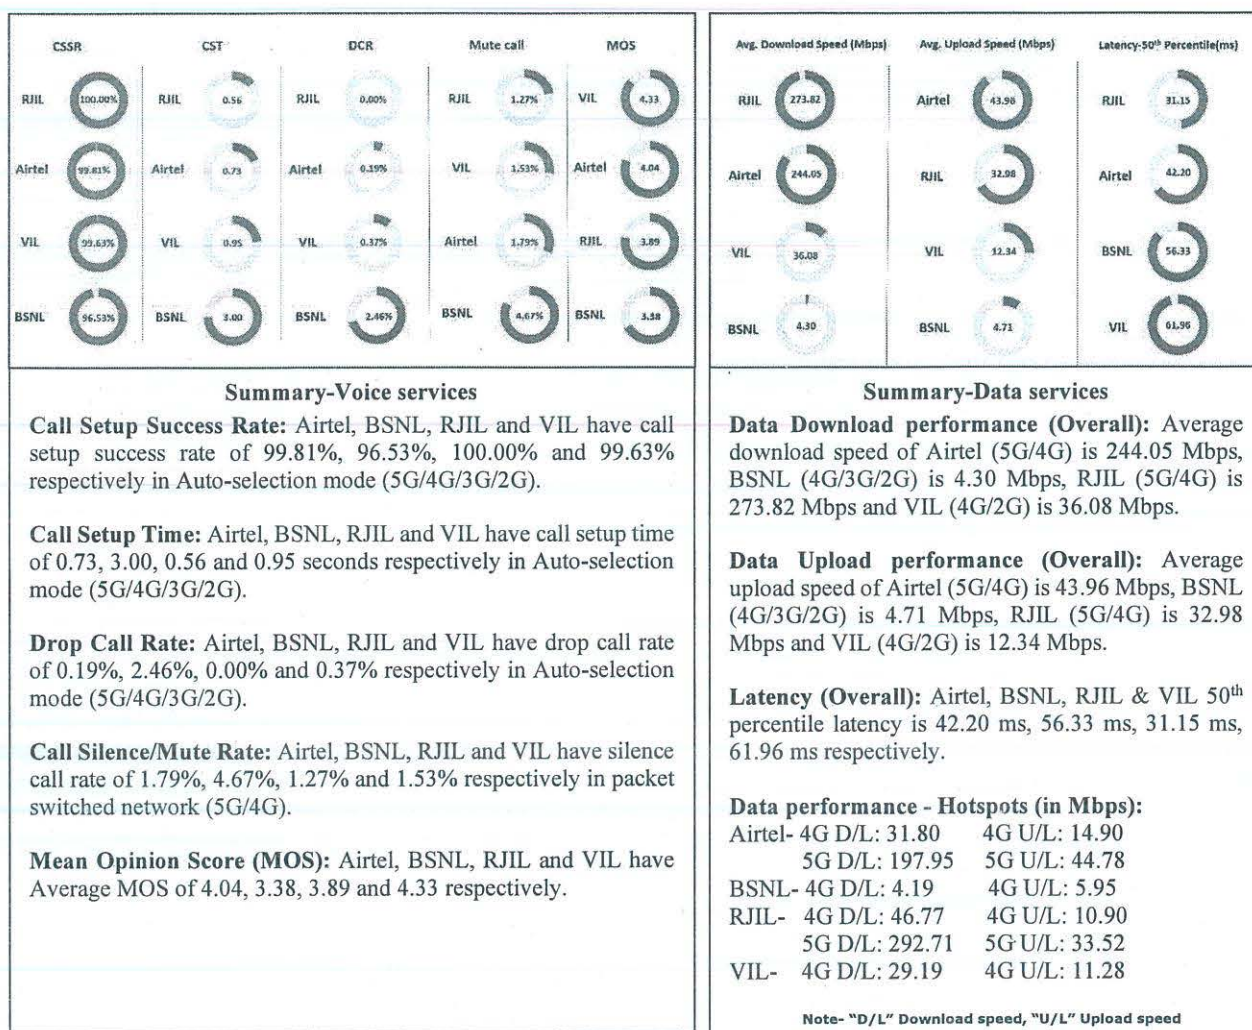 CSSR CST DCR Mute call MOS
RJIL 100.00% RJIL 0.56 RJIL 0.00% RJIL 1.27% VIL 4.33
Airtel 99.81% Airtel 0.73 Airtel 0.19% VIL 1.53% Airtel 4.04
VIL 99.63% VIL 0.95 VIL 0.37% Airtel 1.79% RJIL 3.89
BSNL 96.53% BSNL 3.00 BSNL 2.46% BSNL 4.67% BSNL 3.38
Summary-Voice services
Call Setup Success Rate: Airtel, BSNL, RJIL and VIL have call
setup success rate of 99.81%, 96.53%, 100.00% and 99.63%
respectively in Auto-selection mode (5G/4G/3G/2G).
Call Setup Time: Airtel, BSNL, RJIL and VIL have call setup time
of 0.73, 3.00, 0.56 and 0.95 seconds respectively in Auto-selection
mode (5G/4G/3G/2G).
Drop Call Rate: Airtel, BSNL, RJIL and VIL have drop call rate
of 0.19%, 2.46%, 0.00% and 0.37% respectively in Auto-selection
mode (5G/4G/3G/2G).
Call Silence/Mute Rate: Airtel, BSNL, RJIL and VIL have silence
call rate of 1.79%, 4.67%, 1.27% and 1.53% respectively in packet
switched network (5G/4G).
Mean Opinion Score (MOS): Airtel, BSNL, RJIL and VIL have
Average MOS of 4.04, 3.38, 3.89 and 4.33 respectively.
Avg. Download Speed (Mbps) Avg. Upload Speed (Mbps) Latency-50th Percentile(ms)
RJIL 273.82 Airtel 43.96 RJIL 31.15
Airtel 244.05 RJIL 32.98 Airtel 42.20
VIL 36.08 VIL 12.34 BSNL 56.33
BSNL 4.30 BSNL 4.71 VIL 61.96
Summary-Data services
Data Download performance (Overall): Average
download speed of Airtel (5G/4G) is 244.05 Mbps,
BSNL (4G/3G/2G) is 4.30 Mbps, RJIL (5G/4G) is
273.82 Mbps and VIL (4G/2G) is 36.08 Mbps.
Data Upload performance (Overall): Average
upload speed of Airtel (5G/4G) is 43.96 Mbps, BSNL
(4G/3G/2G) is 4.71 Mbps, RJIL (5G/4G) is 32.98
Mbps and VIL (4G/2G) is 12.34 Mbps.
Latency (Overall): Airtel, BSNL, RJIL & VIL 50th
percentile latency is 42.20 ms, 56.33 ms, 31.15 ms,
61.96 ms respectively.
Data performance - Hotspots (in Mbps):
Airtel- 4G D/L: 31.80 4G U/L: 14.90
5G D/L: 197.95 5G U/L: 44.78
BSNL- 4G D/L: 4.19 4G U/L: 5.95
RJIL- 4G D/L: 46.77 4G U/L: 10.90
5G D/L: 292.71 5G U/L: 33.52
VIL- 4G D/L: 29.19 4G U/L: 11.28
Note- "D/L" Download speed, "U/L" Upload speed